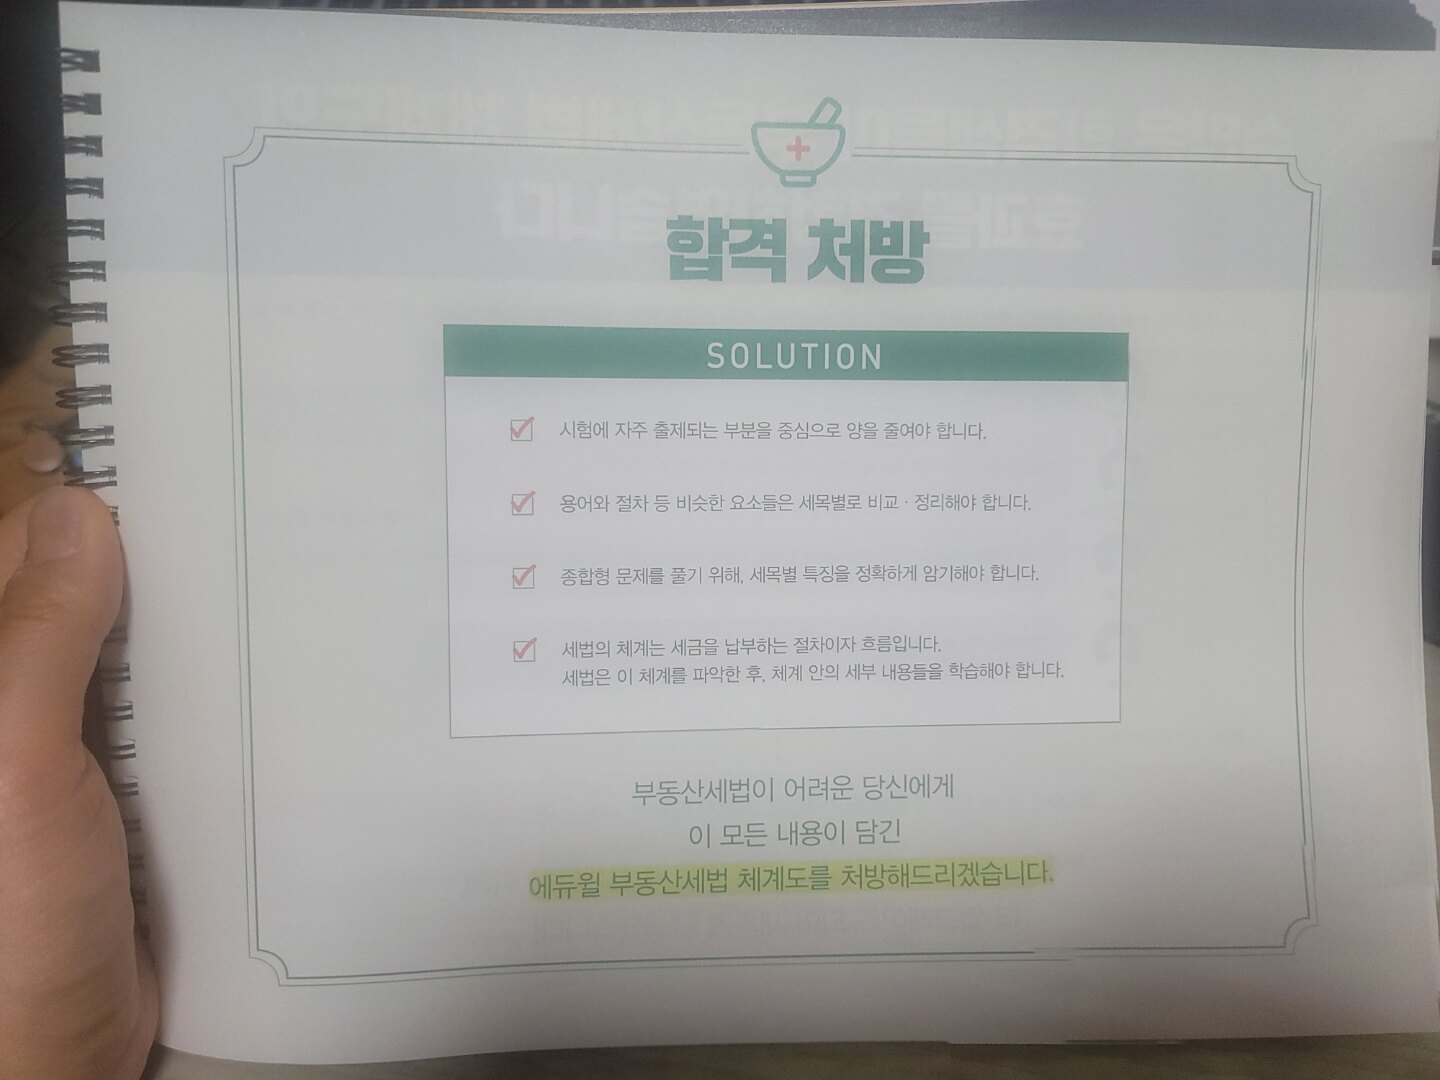 합격 처방
SOLUTION
시험에 자주 출제되는 부분을 중심으로 양을 줄여야 합니다.
용어와 절차 등 비슷한 요소들은 세목별로 비교 · 정리해야 합니다.
종합형 문제를 풀기 위해, 세목별 특징을 정확하게 암기해야 합니다.
세법의 체계는 세금을 납부하는 절차이자 흐름입니다.
세법은 이 체계를 파악한 후, 체계 안의 세부 내용들을 학습해야 합니다.
부동산세법이 어려운 당신에게
이 모든 내용이 담긴
에듀윌 부동산세법 체계도를 처방해드리겠습니다.